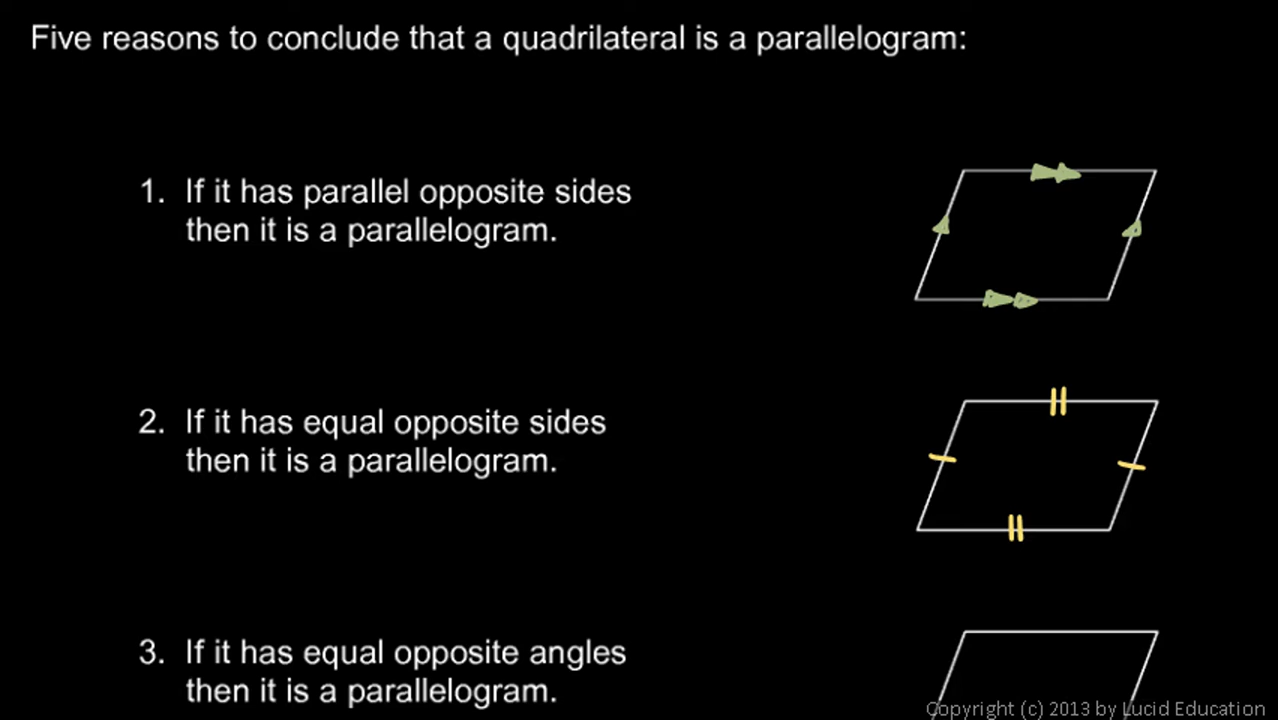 Five reasons to conclude that a quadrilateral is a parallelogram:
1. If it has parallel opposite sides
then it is a parallelogram.
2. If it has equal opposite sides
then it is a parallelogram.
3. If it has equal opposite angles
then it is a parallelogram.
Copyright (c) 2013 by Lucid Education